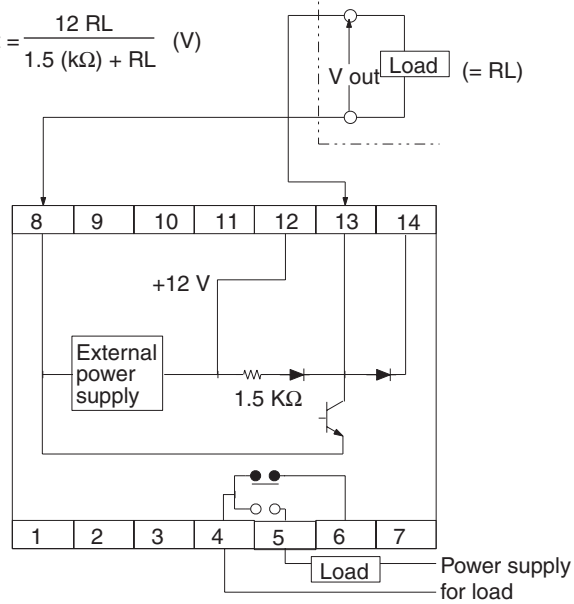 = 12 RL / 1.5 (kΩ) + RL (V)
V out
Load
(= RL)
8 9 10 11 12 13 14
+12 V
External
power
supply
1.5 KΩ
1 2 3 4 5 6 7
Load
Power supply
for load